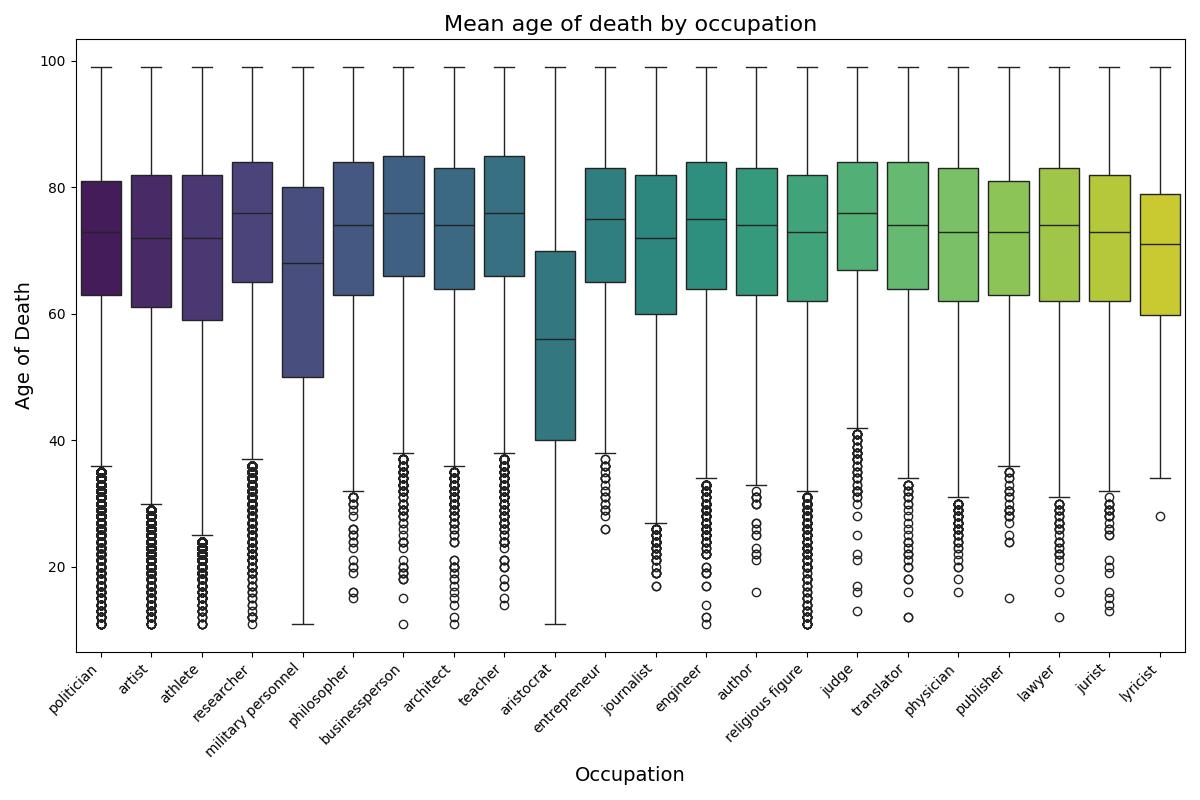 Mean age of death by occupation
Age of Death
100
80
60
40
20
politician
artist
athlete
researcher
military personnel
philosopher
businessperson
architect
teacher
aristocrat
entrepreneur
journalist
engineer
author
religious figure
judge
translator
physician
publisher
lawyer
jurist
lyricist
Occupation